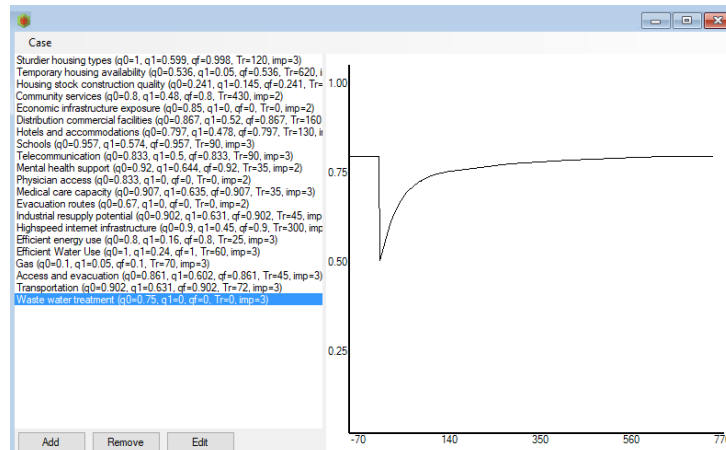 Case
Sturdier housing types (q0=1, q1=0.599, qf=0.998, Tr=120, imp=3)
Temporary housing availability (q0=0.536, q1=0.05, qf=0.536, Tr=620, i
Housing stock construction quality (q0=0.241, q1=0.145, qf=0.241, Tr=
Community services (q0=0.8, q1=0.48, qf=0.8, Tr=430, imp=2)
Economic infrastructure exposure (q0=0.85, q1=0, qf=0, Tr=0, imp=2)
Distribution commercial facilities (q0=0.867, q1=0.52, qf=0.867, Tr=160
Hotels and accommodations (q0=0.797, q1=0.478, qf=0.797, Tr=130, i
Schools (q0=0.957, q1=0.574, qf=0.957, Tr=90, imp=3)
Telecommunication (q0=0.833, q1=0.5, qf=0.833, Tr=90, imp=3)
Mental health support (q0=0.92, q1=0.644, qf=0.92, Tr=35, imp=2)
Physician access (q0=0.833, q1=0, qf=0, Tr=0, imp=2)
Medical care capacity (q0=0.907, q1=0.635, qf=0.907, Tr=35, imp=3)
Evacuation routes (q0=0.67, q1=0, qf=0, Tr=0, imp=2)
Industrial resupply potential (q0=0.902, q1=0.631, qf=0.902, Tr=45, imp
Highspeed internet infrastructure (q0=0.9, q1=0.45, qf=0.9, Tr=300, imp
Efficient energy use (q0=0.8, q1=0.16, qf=0.8, Tr=25, imp=3)
Efficient Water Use (q0=1, q1=0.24, qf=1, Tr=60, imp=3)
Gas (q0=0.1, q1=0.05, qf=0.1, Tr=70, imp=3)
Access and evacuation (q0=0.861, q1=0.602, qf=0.861, Tr=45, imp=3)
Transportation (q0=0.902, q1=0.631, qf=0.902, Tr=72, imp=3)
Waste water treatment (q0=0.75, q1=0, qf=0, Tr=0, imp=3)
Add Remove Edit
1.00
0.75
0.50
0.25
-70 140 350 560 770